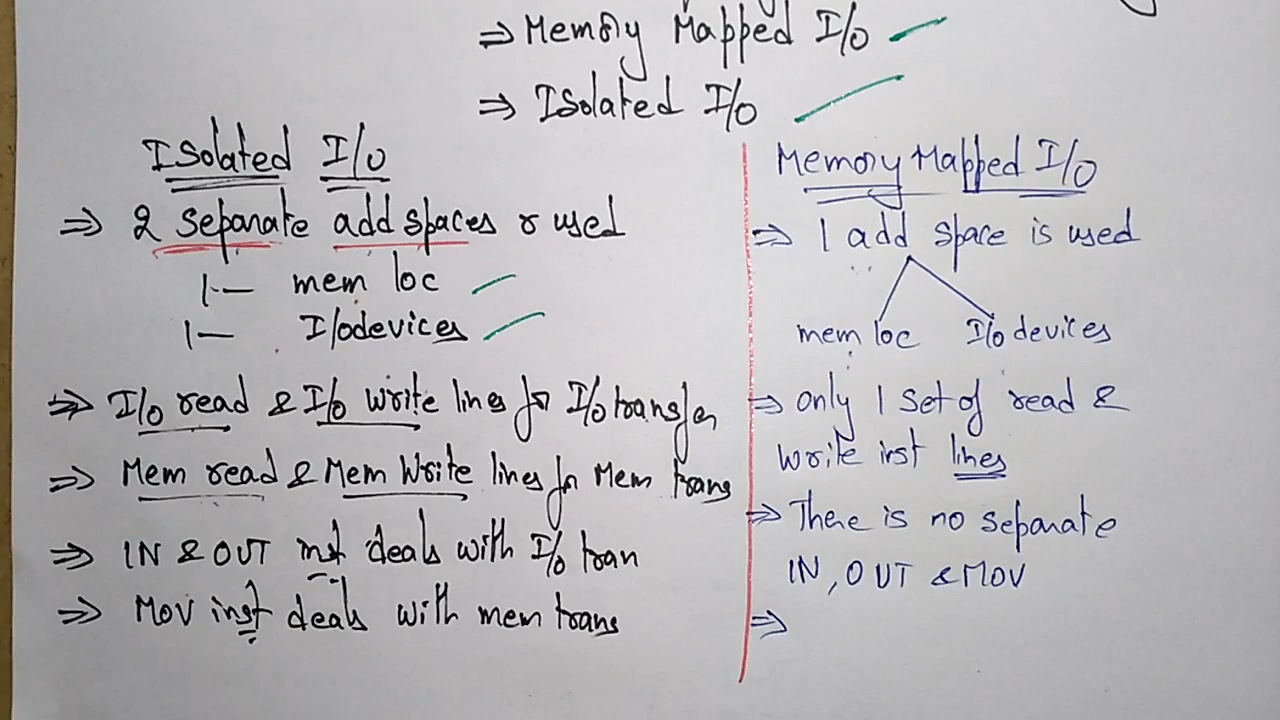 ⇒ Memory Mapped I/O
⇒ Isolated I/O
Isolated I/O
⇒ 2 separate add spaces r used
|— mem loc
|— I/o devices
⇒ I/o read & I/o write lines for I/o transfer
⇒ Mem read & Mem Write lines for Mem trans
⇒ IN & OUT inst deals with I/o tran
⇒ MOV inst deals with mem trans
Memory Mapped I/O
⇒ 1 add space is used
mem loc I/o devices
⇒ only 1 set of read &
write inst lines
⇒ There is no separate
IN, OUT & MOV
⇒